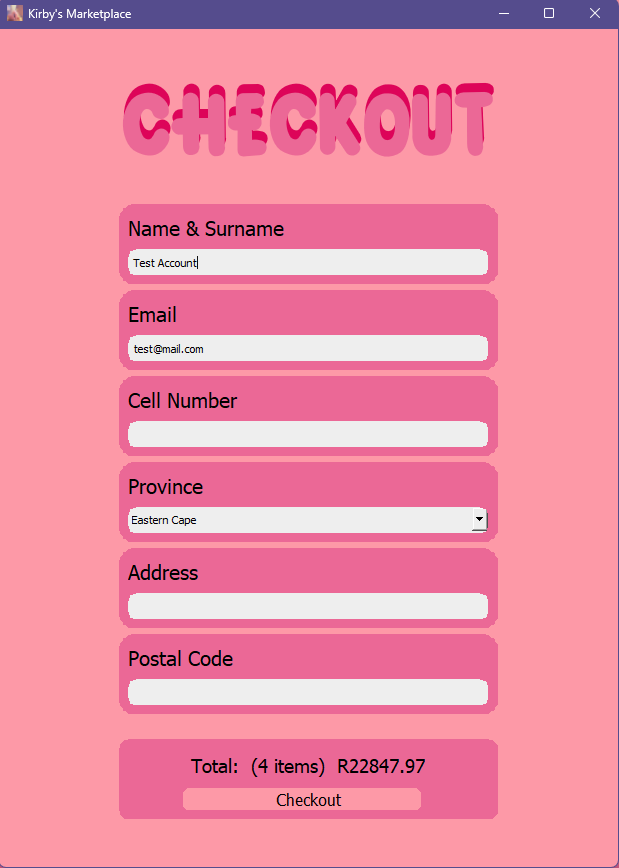 Kirby's Marketplace
CHECKOUT
Name & Surname
Test Account
Email
test@mail.com
Cell Number
Province
Eastern Cape
Address
Postal Code
Total: (4 items) R22847.97
Checkout